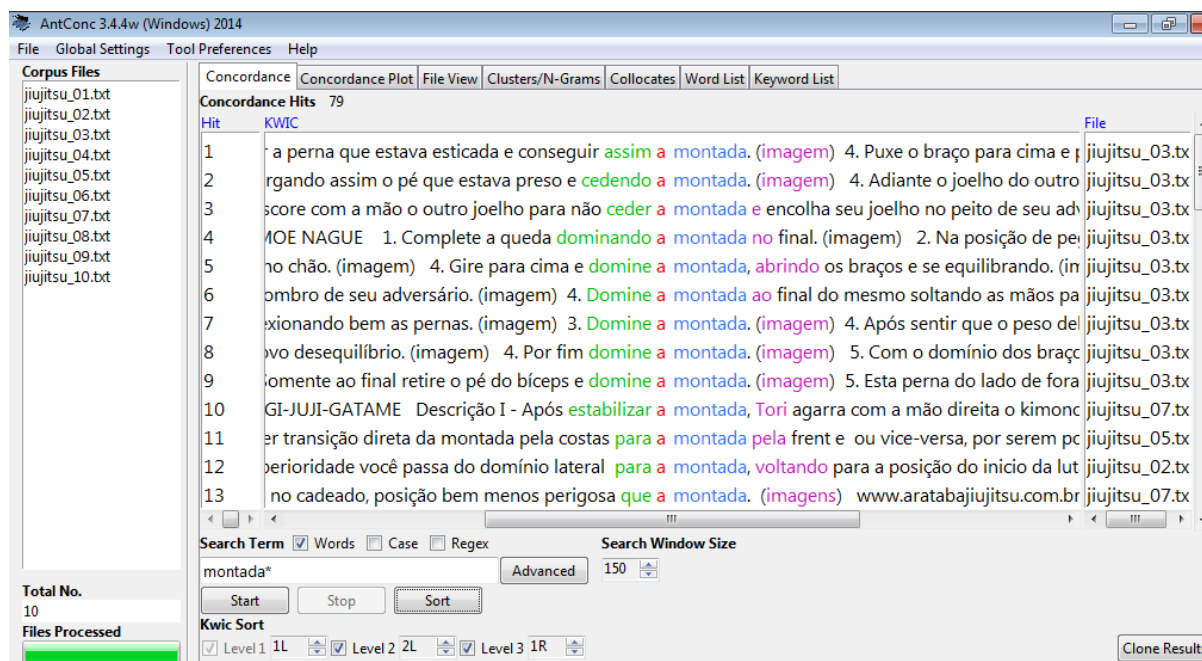 AntConc 3.4.4w (Windows) 2014
File Global Settings Tool Preferences Help
Corpus Files
jiujitsu_01.txt
jiujitsu_02.txt
jiujitsu_03.txt
jiujitsu_04.txt
jiujitsu_05.txt
jiujitsu_06.txt
jiujitsu_07.txt
jiujitsu_08.txt
jiujitsu_09.txt
jiujitsu_10.txt
Total No.
10
Files Processed
Concordance Concordance Plot File View Clusters/N-Grams Collocates Word List Keyword List
Concordance Hits 79
Hit KWIC File
1 a perna que estava esticada e conseguir assim a montada. (imagem) 4. Puxe o braço para cima e jiujitsu_03.tx
2 rgando assim o pé que estava preso e cedendo a montada. (imagem) 4. Adiante o joelho do outro jiujitsu_03.tx
3 score com a mão o outro joelho para não ceder a montada e encolha seu joelho no peito de seu adv jiujitsu_03.tx
4 MOE NAGUE 1. Complete a queda dominando a montada no final. (imagem) 2. Na posição de pe jiujitsu_03.tx
5 no chão. (imagem) 4. Gire para cima e domine a montada, abrindo os braços e se equilibrando. (im jiujitsu_03.tx
6 ombro de seu adversário. (imagem) 4. Domine a montada ao final do mesmo soltando as mãos pa jiujitsu_03.tx
7 exionando bem as pernas. (imagem) 3. Domine a montada. (imagem) 4. Após sentir que o peso del jiujitsu_03.tx
8 ovo desequilíbrio. (imagem) 4. Por fim domine a montada. (imagem) 5. Com o domínio dos braço jiujitsu_03.tx
9 Somente ao final retire o pé do bíceps e domine a montada. (imagem) 5. Esta perna do lado de fora jiujitsu_03.tx
10 GI-JUJI-GATAME Descrição I - Após estabilizar a montada, Tori agarra com a mão direita o kimono jiujitsu_07.tx
11 er transição direta da montada pela costas para a montada pela frent e ou vice-versa, por serem po jiujitsu_05.tx
12 perioridade você passa do domínio lateral para a montada, voltando para a posição do inicio da lut jiujitsu_02.tx
13 no cadeado, posição bem menos perigosa que a montada. (imagens) www.aratabajiujitsu.com.br jiujitsu_07.tx
Search Term Words Case Regex Search Window Size
montada* Advanced 150
Start Stop Sort
Kwic Sort
Level 1 1L Level 2 2L Level 3 1R Clone Result